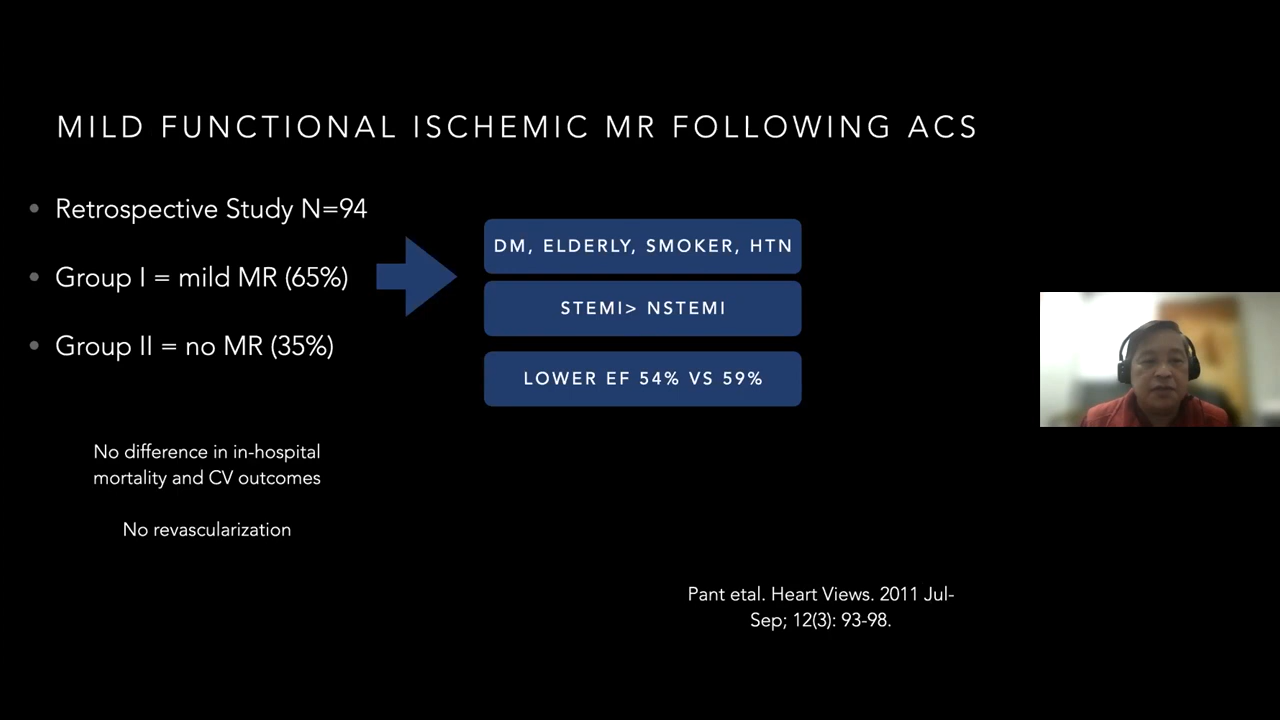 MILD FUNCTIONAL ISCHEMIC MR FOLLOWING ACS
• Retrospective Study N=94
• Group I = mild MR (65%)
• Group II = no MR (35%)
DM, ELDERLY, SMOKER, HTN
STEMI> NSTEMI
LOWER EF 54% VS 59%
No difference in in-hospital
mortality and CV outcomes
No revascularization
Pant etal. Heart Views. 2011 Jul-
Sep; 12(3): 93-98.